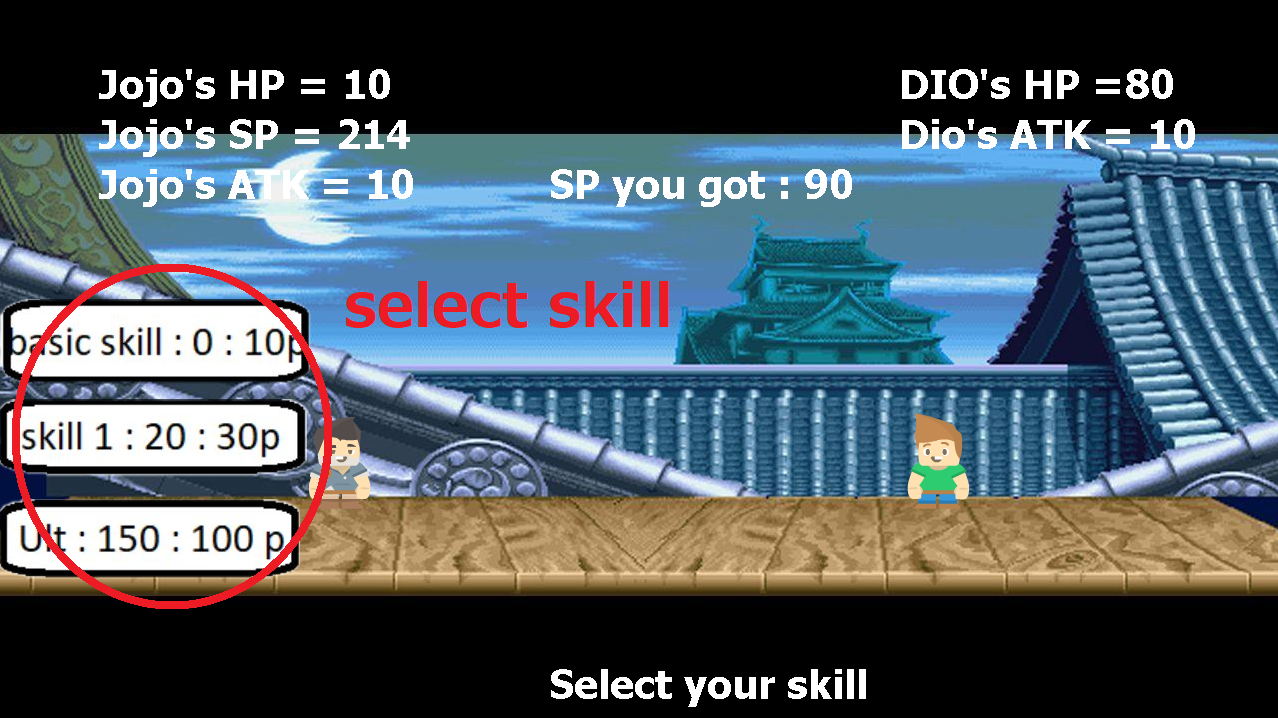 Jojo's HP = 10
DIO's HP =80
Jojo's SP = 214
Dio's ATK = 10
Jojo's ATK = 10
SP you got : 90
select skill
basic skill : 0 : 10p
skill 1 : 20 : 30p
Ult : 150 : 100 p
Select your skill